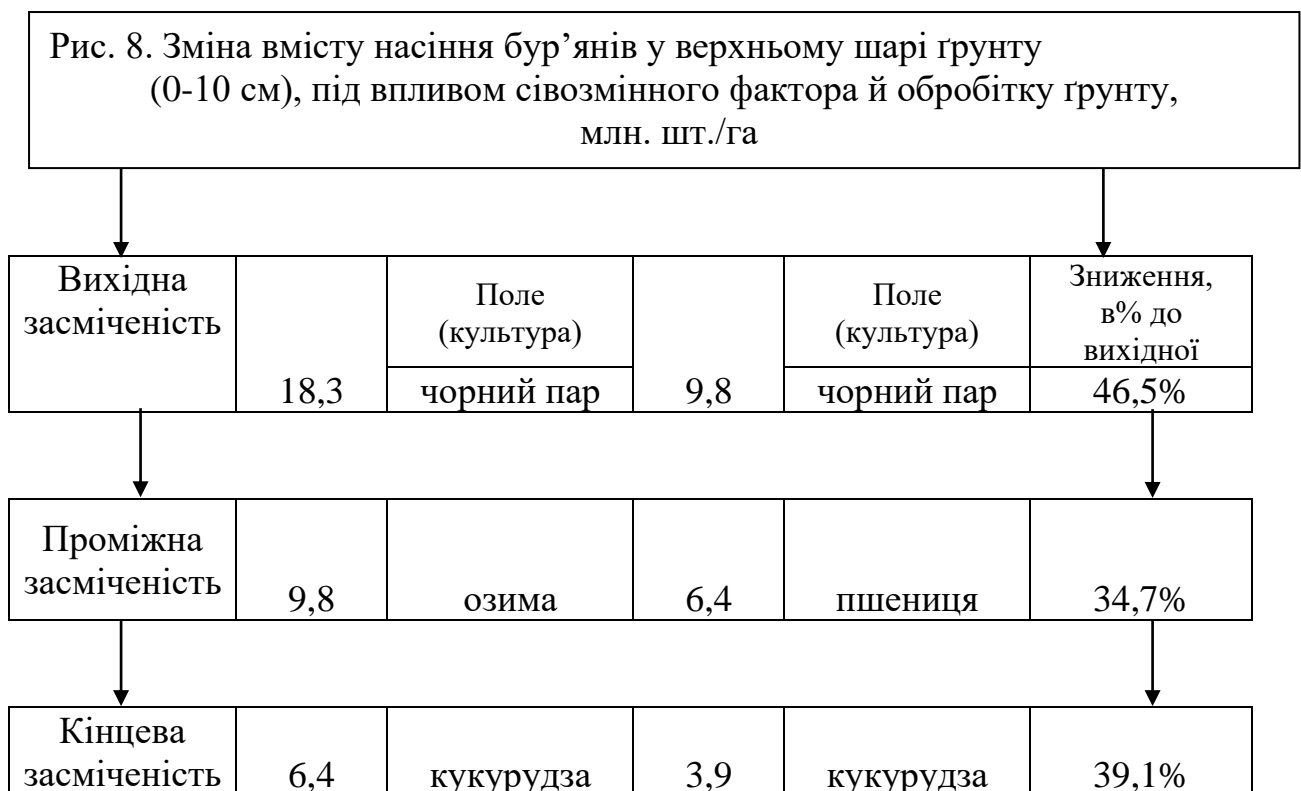 Рис. 8. Зміна вмісту насіння бур’янів у верхньому шарі ґрунту
(0-10 см), під впливом сівозмінного фактора й обробітку ґрунту,
млн. шт./га
Вихідна
засміченість
18,3
Поле
(культура)
чорний пар
9,8
Поле
(культура)
чорний пар
Зниження,
в% до
вихідної
46,5%
Проміжна
засміченість
9,8
озима
6,4
пшениця
34,7%
Кінцева
засміченість
6,4
кукурудза
3,9
кукурудза
39,1%